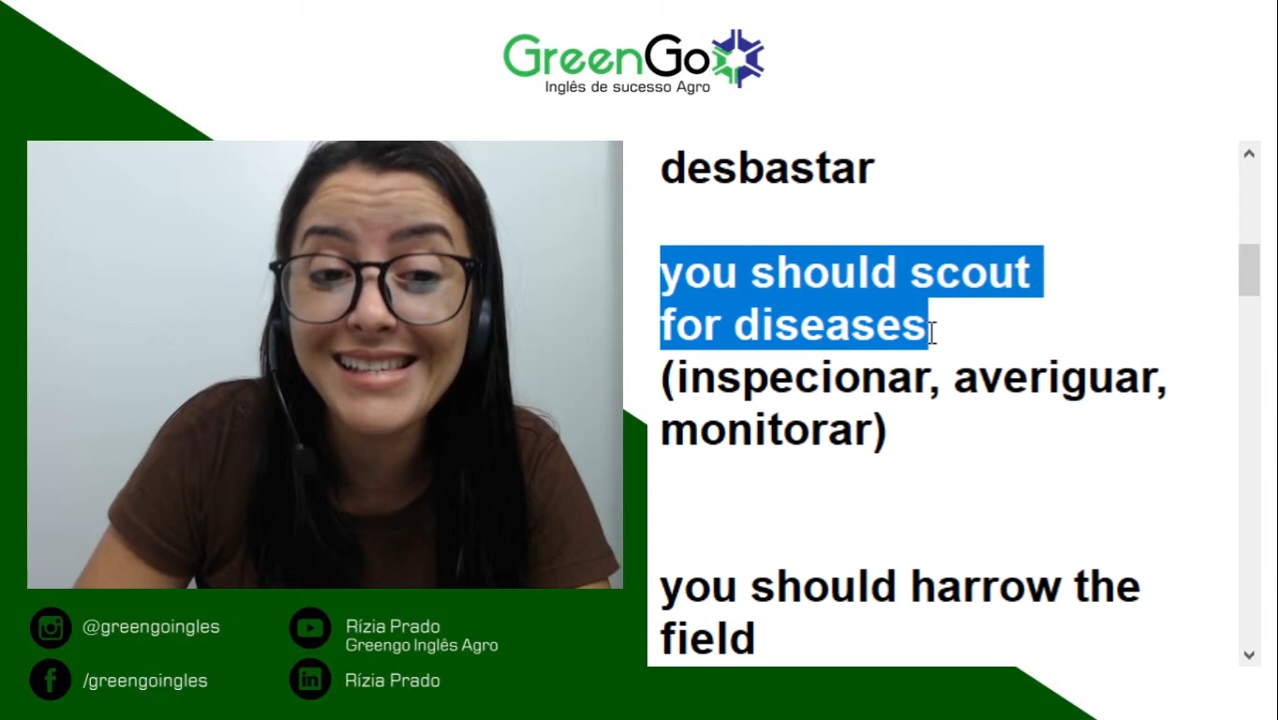 GreenGo
Inglês de sucesso Agro
desbastar
you should scout
for diseases
(inspecionar, averiguar,
monitorar)
you should harrow the
field
@greengoingles
Rízia Prado
Greengo Inglês Agro
/greengoingles
Rízia Prado